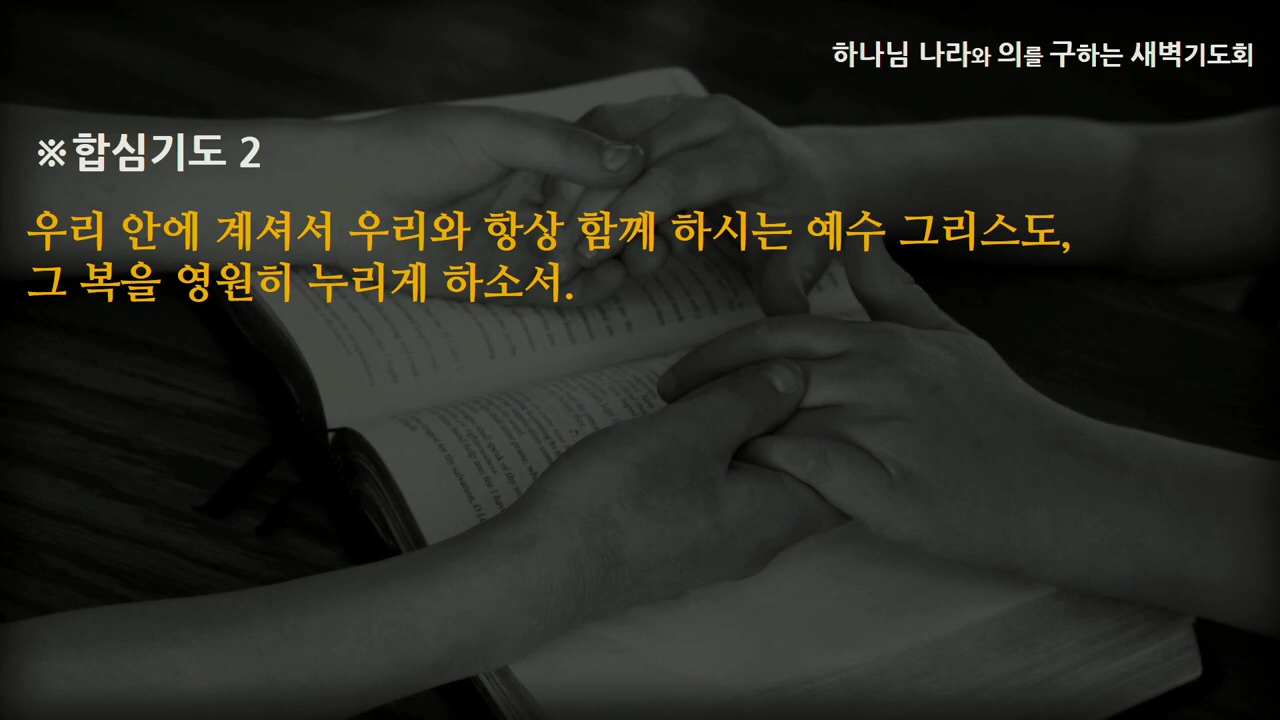 하나님 나라와 의를 구하는 새벽기도회
※합심기도 2
우리 안에 계셔서 우리와 항상 함께 하시는 예수 그리스도,
그 복을 영원히 누리게 하소서.